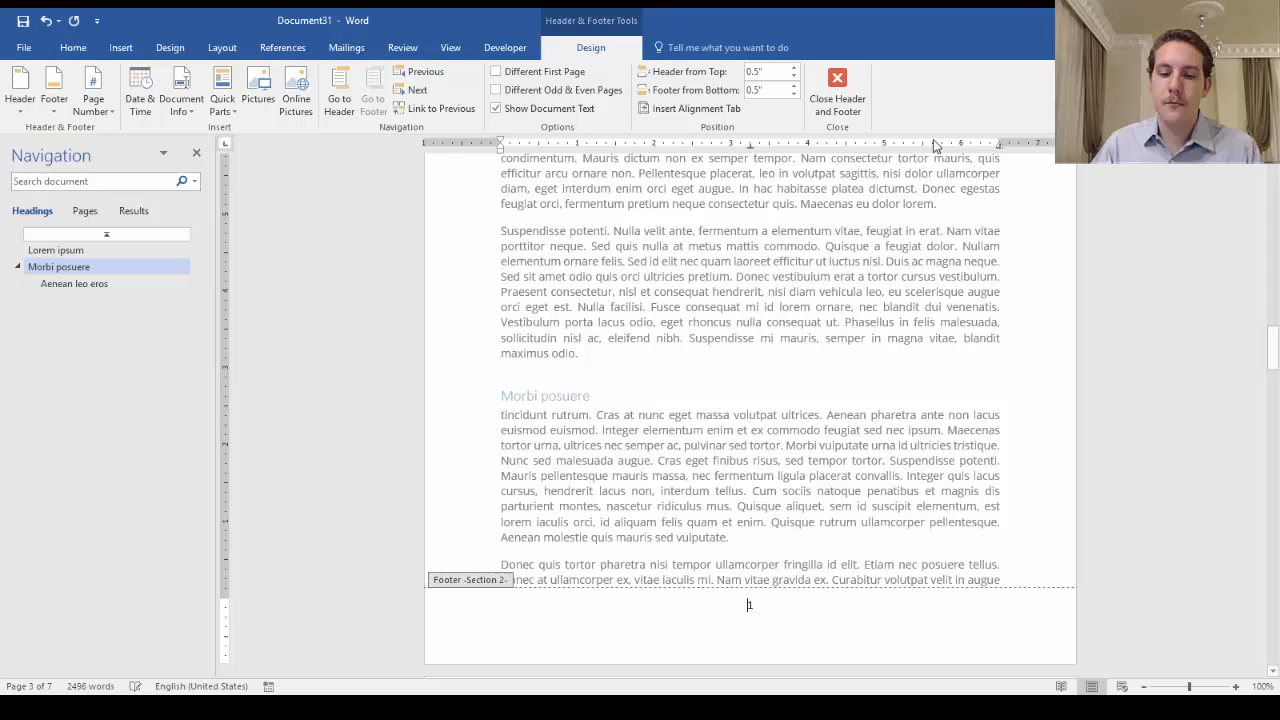 Document31 - Word
Header & Footer Tools
File
Home
Insert
Design
Layout
References
Mailings
Review
View
Developer
Design
Tell me what you want to do
Header
Footer
Page
Number
Header & Footer
Date &
Time
Document
Info
Quick
Parts
Pictures
Online
Pictures
Insert
Go to
Header
Go to
Footer
Previous
Next
Link to Previous
Navigation
Different First Page
Different Odd & Even Pages
Show Document Text
Options
Header from Top:
0.5"
Footer from Bottom:
0.5"
Insert Alignment Tab
Position
Close Header
and Footer
Close
1 1 2 3 4 5 6 7
Navigation
Search document
Headings
Pages
Results
Lorem ipsum
Morbi posuere
Aenean leo eros
5
4
3
2
1
condimentum. Mauris dictum non ex semper tempor. Nam consectetur tortor mauris, quis
efficitur arcu ornare non. Pellentesque placerat, leo in volutpat sagittis, nisi dolor ullamcorper
diam, eget interdum enim orci eget augue. In hac habitasse platea dictumst. Donec egestas
feugiat orci, fermentum pretium neque consectetur quis. Maecenas eu dolor lorem.
Suspendisse potenti. Nulla velit ante, fermentum a elementum vitae, feugiat in erat. Nam vitae
porttitor neque. Sed quis nulla at metus mattis commodo. Quisque a feugiat dolor. Nullam
elementum ornare felis. Sed id elit nec quam laoreet efficitur ut luctus nisl. Duis ac magna neque.
Sed sit amet odio quis orci ultricies pretium. Donec vestibulum erat a tortor cursus vestibulum.
Praesent consectetur, nisl et consequat hendrerit, nisi diam vehicula leo, eu scelerisque augue
orci eget est. Nulla facilisi. Fusce consequat mi id lorem ornare, nec blandit dui venenatis.
Vestibulum porta lacus odio, eget rhoncus nulla consequat ut. Phasellus in felis malesuada,
sollicitudin nisl ac, eleifend nibh. Suspendisse mi mauris, semper in magna vitae, blandit
maximus odio.
Morbi posuere
tincidunt rutrum. Cras at nunc eget massa volutpat ultrices. Aenean pharetra ante non lacus
euismod euismod. Integer elementum enim et ex commodo feugiat sed nec ipsum. Maecenas
tortor urna, ultrices nec semper ac, pulvinar sed tortor. Morbi vulputate urna id ultricies tristique.
Nunc sed malesuada augue. Cras eget finibus risus, sed tempor tortor. Suspendisse potenti.
Mauris pellentesque mauris massa, nec fermentum ligula placerat convallis. Integer quis lacus
cursus, hendrerit lacus non, interdum tellus. Cum sociis natoque penatibus et magnis dis
parturient montes, nascetur ridiculus mus. Quisque aliquet, sem id suscipit elementum, est
lorem iaculis orci, id aliquam felis quam et enim. Quisque rutrum ullamcorper pellentesque.
Aenean molestie quis mauris sed vulputate.
Donec quis tortor pharetra nisi tempor ullamcorper fringilla id elit. Etiam nec posuere tellus.
Footer -Section 2-
nec at ullamcorper ex, vitae iaculis mi. Nam vitae gravida ex. Curabitur volutpat velit in augue
1
Page 3 of 7
2496 words
English (United States)
100%